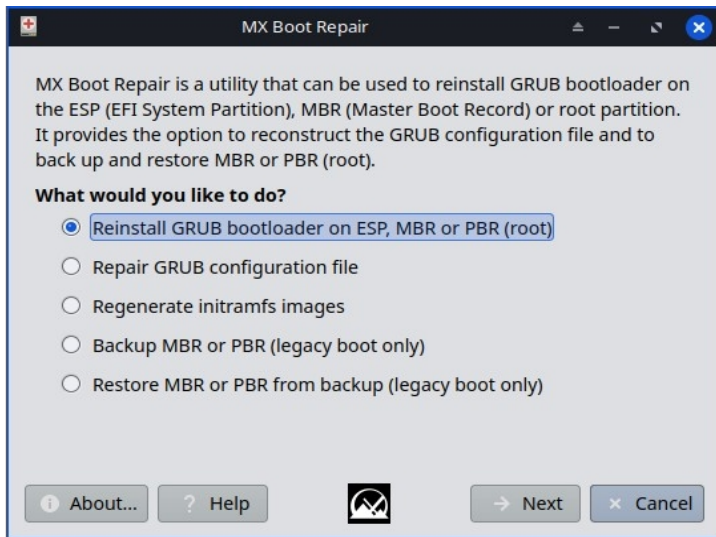 MX Boot Repair
MX Boot Repair is a utility that can be used to reinstall GRUB bootloader on
the ESP (EFI System Partition), MBR (Master Boot Record) or root partition.
It provides the option to reconstruct the GRUB configuration file and to
back up and restore MBR or PBR (root).
What would you like to do?
Reinstall GRUB bootloader on ESP, MBR or PBR (root)
Repair GRUB configuration file
Regenerate initramfs images
Backup MBR or PBR (legacy boot only)
Restore MBR or PBR from backup (legacy boot only)
About... ? Help Next Cancel